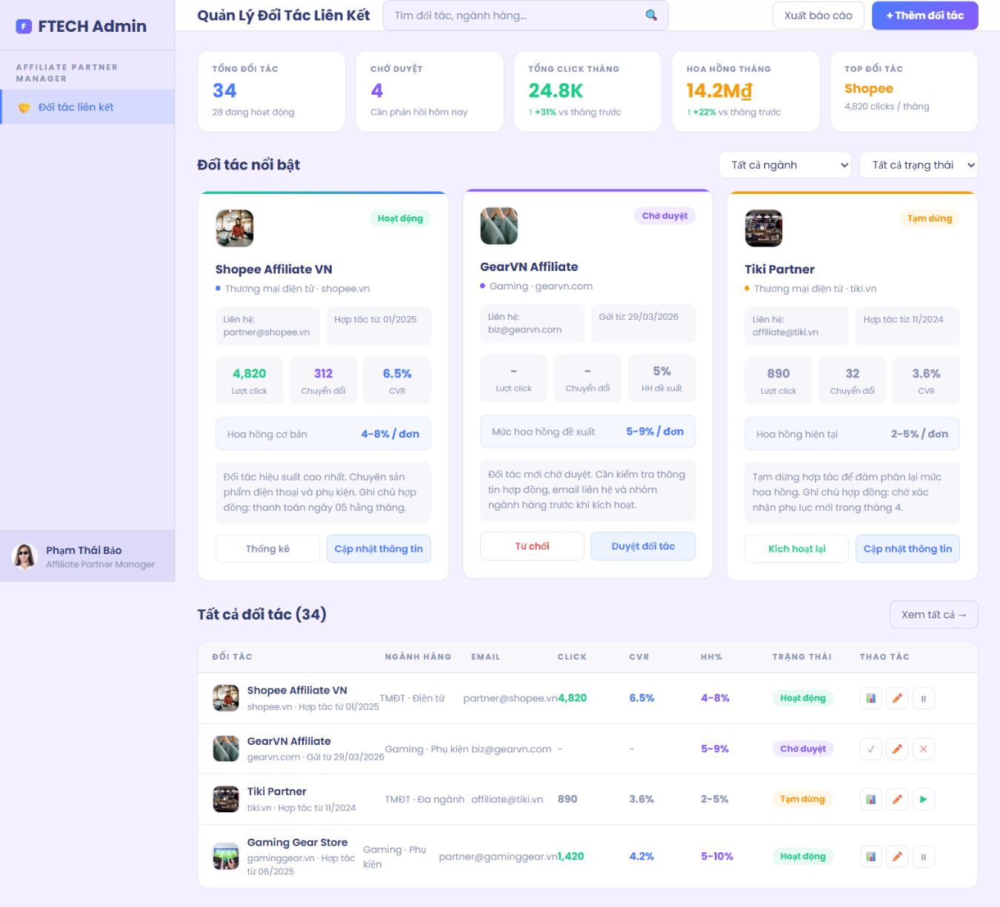 F FTECH Admin
AFFILIATE PARTNER
MANAGER
Đối tác liên kết
Phạm Thái Bảo
Affiliate Partner Manager
Quản Lý Đối Tác Liên Kết
Tìm đối tác, ngành hàng...
Xuất báo cáo
+ Thêm đối tác
TỔNG ĐỐI TÁC
34
28 đang hoạt động
CHỜ DUYỆT
4
Cần phản hồi hôm nay
TỔNG CLICK THÁNG
24.8K
↑ +31% vs tháng trước
HOA HỒNG THÁNG
14.2M₫
↑ +22% vs tháng trước
TOP ĐỐI TÁC
Shopee
4,820 clicks / tháng
Đối tác nổi bật
Tất cả ngành
Tất cả trạng thái
Hoạt động
Shopee Affiliate VN
Thương mại điện tử · shopee.vn
Liên hệ:
partner@shopee.vn
Hợp tác từ: 01/2025
4,820
Lượt click
312
Chuyển đổi
6.5%
CVR
Hoa hồng cơ bản
4-8% / đơn
Đối tác hiệu suất cao nhất. Chuyên sản
phẩm điện thoại và phụ kiện. Ghi chú hợp
đồng: thanh toán ngày 05 hằng tháng.
Thống kê
Cập nhật thông tin
Chờ duyệt
GearVN Affiliate
Gaming · gearvn.com
Liên hệ:
biz@gearvn.com
Gửi từ: 29/03/2026
-
Lượt click
-
Chuyển đổi
5%
HH đề xuất
Mức hoa hồng đề xuất
5-9% / đơn
Đối tác mới chờ duyệt. Cần kiểm tra thông
tin hợp đồng, email liên hệ và nhóm
ngành hàng trước khi kích hoạt.
Từ chối
Duyệt đối tác
Tạm dừng
Tiki Partner
Thương mại điện tử · tiki.vn
Liên hệ:
affiliate@tiki.vn
Hợp tác từ: 11/2024
890
Lượt click
32
Chuyển đổi
3.6%
CVR
Hoa hồng hiện tại
2-5% / đơn
Tạm dừng hợp tác để đàm phán lại mức
hoa hồng. Ghi chú hợp đồng: chờ xác
nhận phụ lục mới trong tháng 4.
Kích hoạt lại
Cập nhật thông tin
Tất cả đối tác (34)
Xem tất cả →
ĐỐI TÁC NGÀNH HÀNG EMAIL CLICK CVR HH% TRẠNG THÁI THAO TÁC
Shopee Affiliate VN
shopee.vn · Hợp tác từ 01/2025
TMĐT · Điện tử
partner@shopee.vn
4,820
6.5%
4-8%
Hoạt động
GearVN Affiliate
gearvn.com · Gửi từ 29/03/2026
Gaming · Phụ kiện
biz@gearvn.com
-
-
5-9%
Chờ duyệt
Tiki Partner
tiki.vn · Hợp tác từ 11/2024
TMĐT · Đa ngành
affiliate@tiki.vn
890
3.6%
2-5%
Tạm dừng
Gaming Gear Store
gaminggear.vn · Hợp tác
từ 06/2025
Gaming · Phụ
kiện
partner@gaminggear.vn
1,420
4.2%
5-10%
Hoạt động